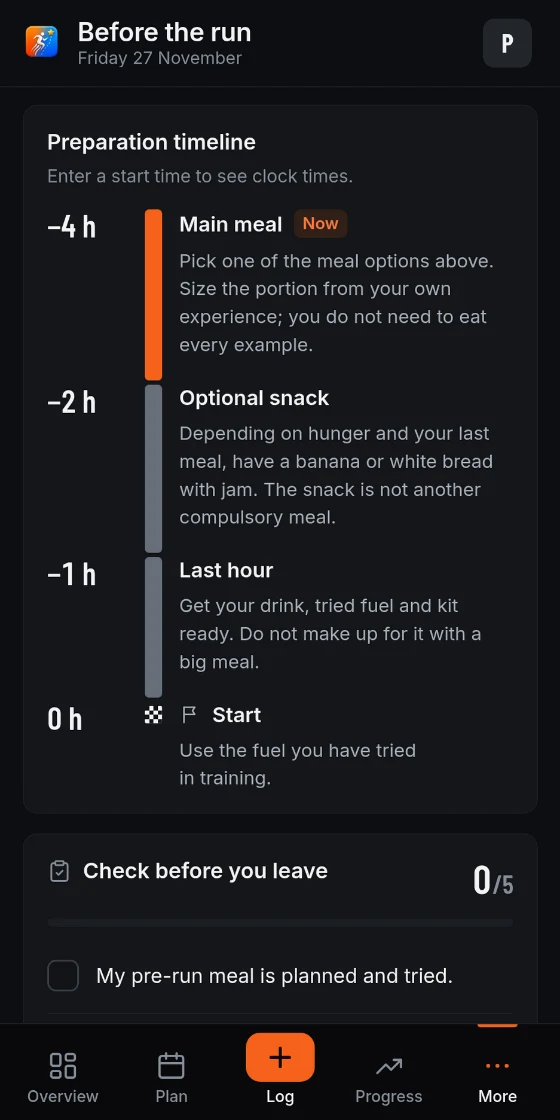 Before the run
Friday 27 November
P
Preparation timeline
Enter a start time to see clock times.
−4 h
Main meal
Now
Pick one of the meal options above.
Size the portion from your own
experience; you do not need to eat
every example.
−2 h
Optional snack
Depending on hunger and your last
meal, have a banana or white bread
with jam. The snack is not another
compulsory meal.
−1 h
Last hour
Get your drink, tried fuel and kit
ready. Do not make up for it with a
big meal.
0 h
Start
Use the fuel you have tried
in training.
Check before you leave
0/5
My pre-run meal is planned and tried.
Overview
Plan
Log
Progress
More